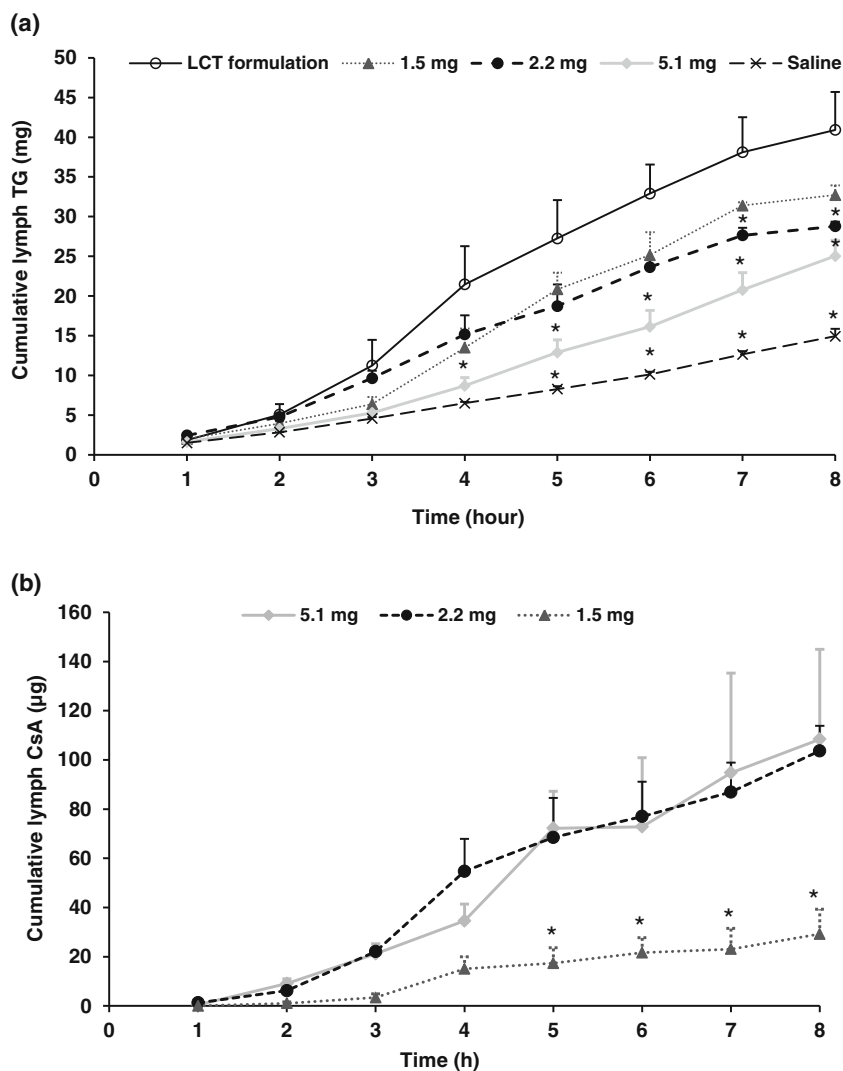 (a)
50
LCT formulation 1.5 mg 2.2 mg 5.1 mg Saline
45
40
35
30
25
20
15
10
5
0
Cumulative lymph TG (mg)
* *
* *
* * * *
* * * *
0 1 2 3 4 5 6 7 8
Time (hour)
(b)
160
5.1 mg 2.2 mg 1.5 mg
140
120
100
80
60
40
20
0
Cumulative lymph CsA (µg)
* * * *
0 1 2 3 4 5 6 7 8
Time (h)